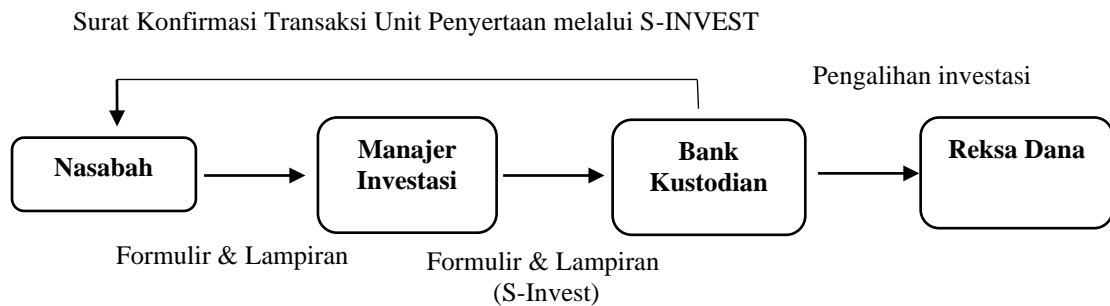 Surat Konfirmasi Transaksi Unit Penyertaan melalui S-INVEST
Pengalihan investasi
Nasabah
Manajer
Investasi
Bank
Kustodian
Reksa Dana
Formulir & Lampiran
Formulir & Lampiran
(S-Invest)